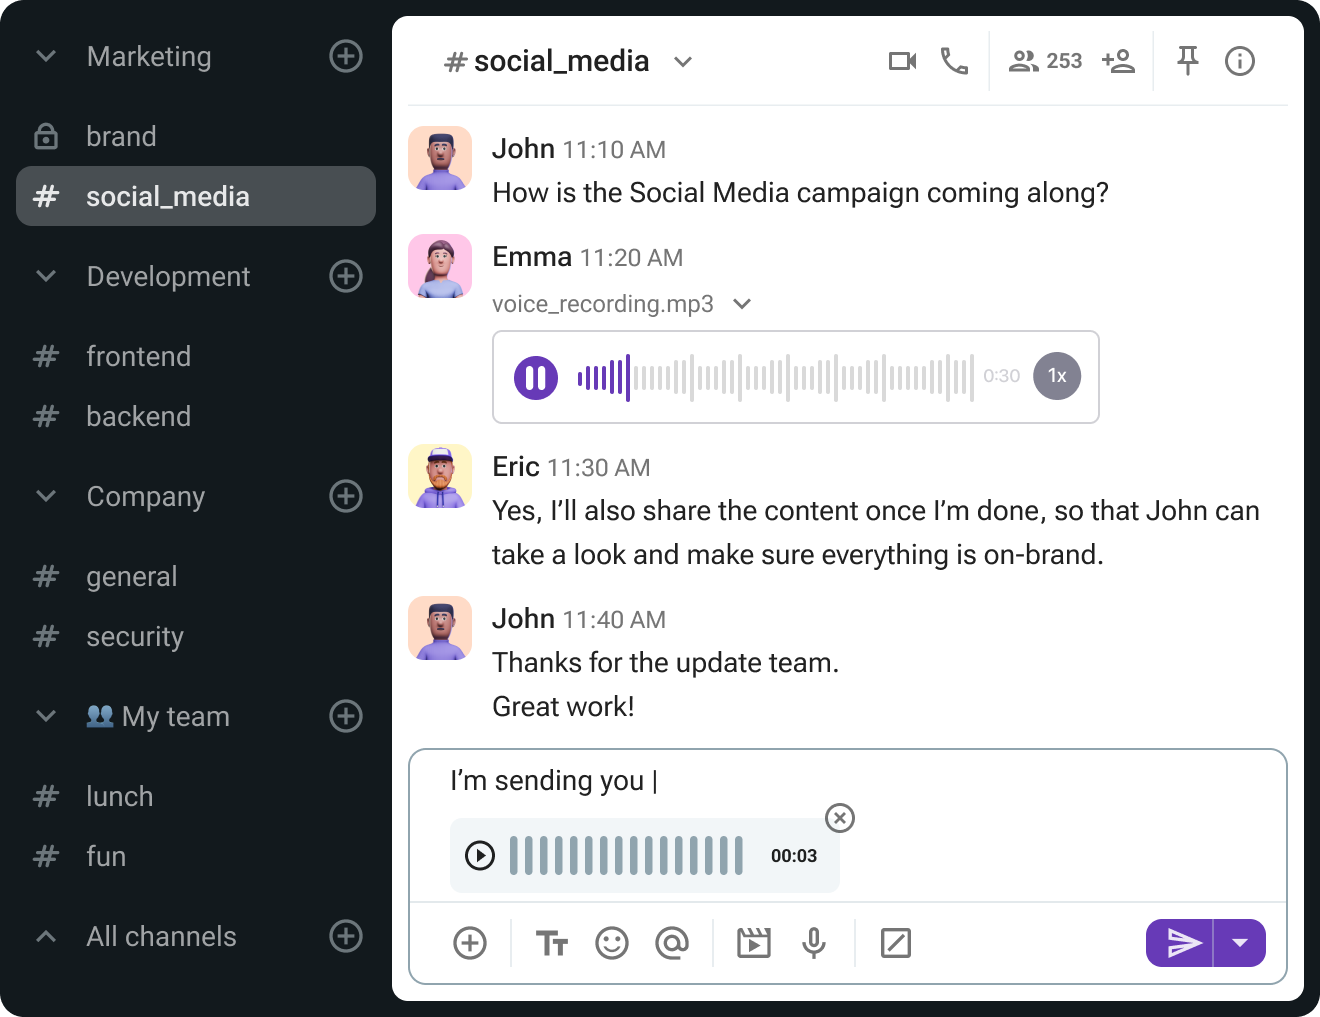 Marketing
brand
# social_media
Development
# frontend
# backend
Company
# general
# security
My team
# lunch
# fun
All channels
# social_media
253
John 11:10 AM
How is the Social Media campaign coming along?
Emma 11:20 AM
voice_recording.mp3
0:30
1x
Eric 11:30 AM
Yes, I’ll also share the content once I’m done, so that John can
take a look and make sure everything is on-brand.
John 11:40 AM
Thanks for the update team.
Great work!
I’m sending you |
00:03
Tт @